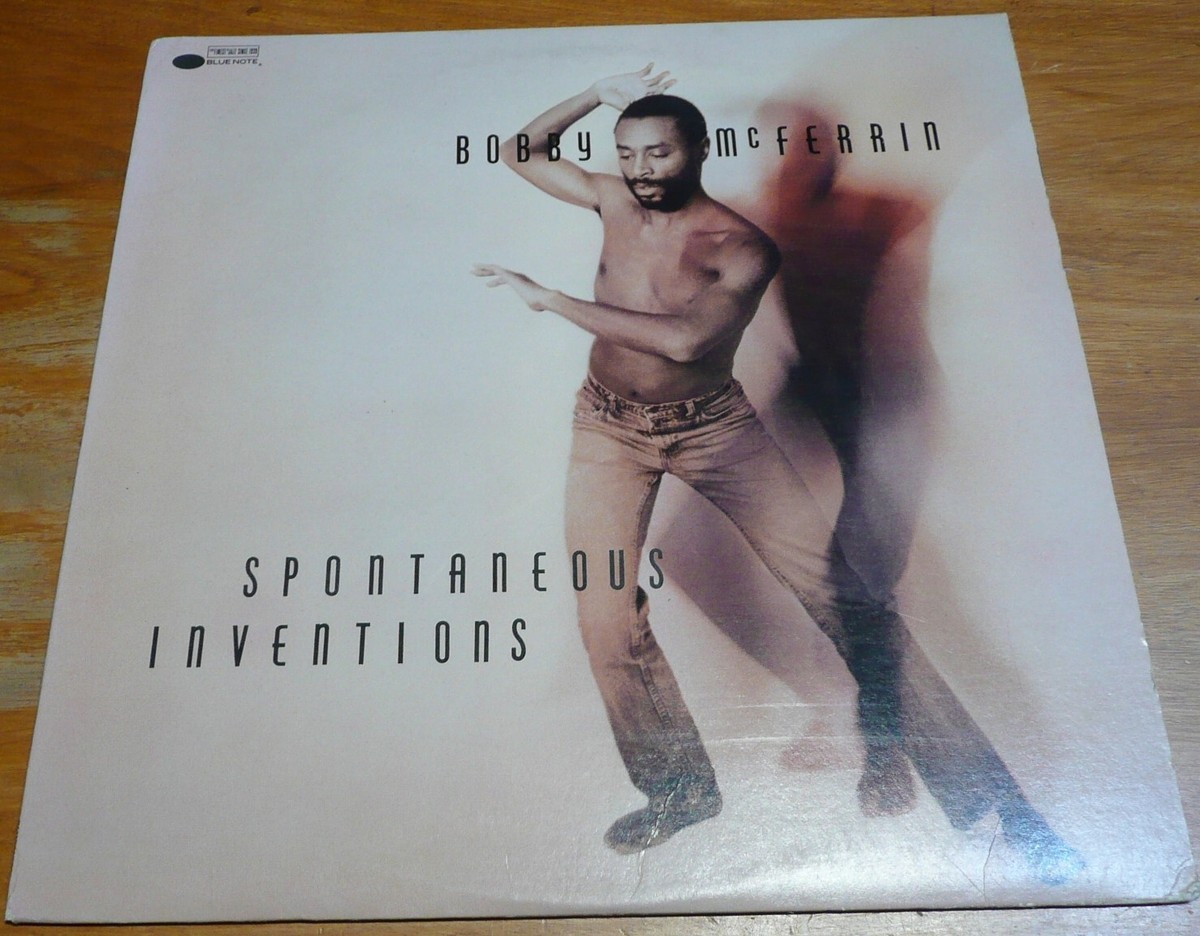 BLUE NOTE
BOBBY McFERRIN
SPONTANEOUS
INVENTIONS